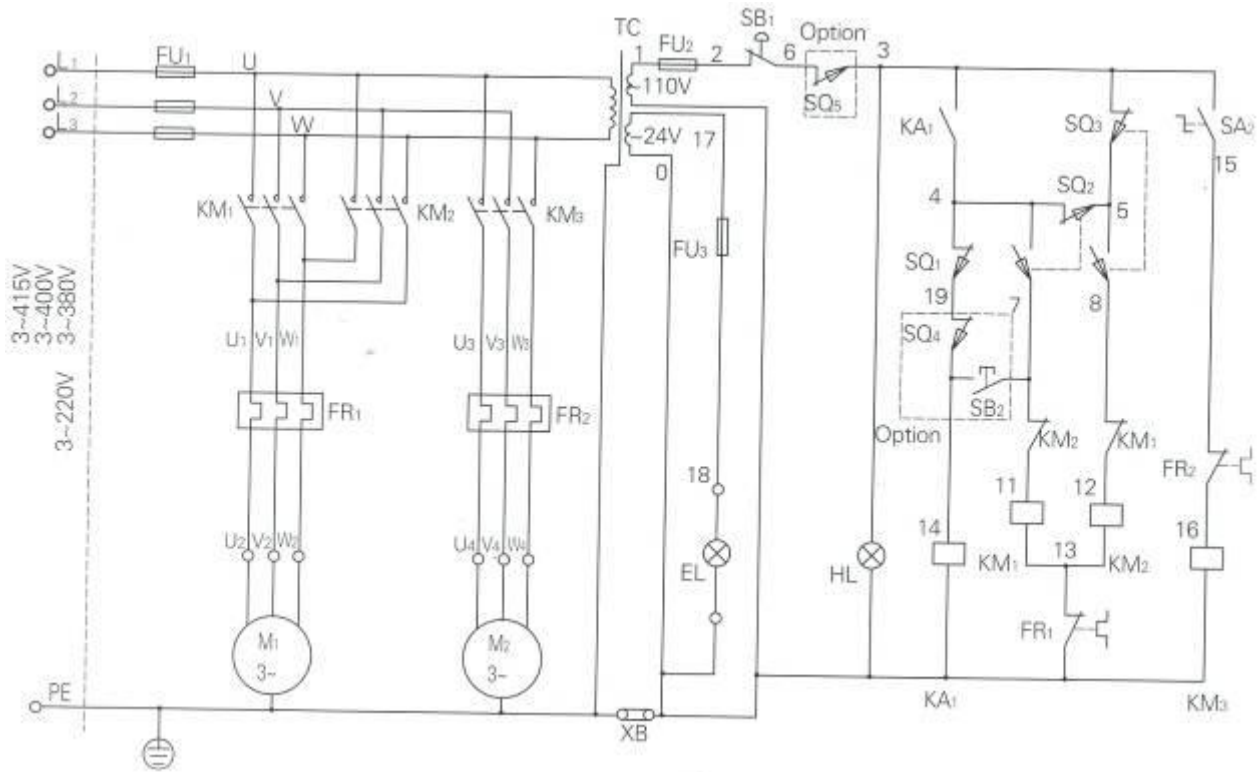 TC
SB1
Option
L1
FU1
U
1
FU2
2
6
3
L2
V
~110V
SQ5
L3
W
~24V
17
KA1
SQ3
SA2
0
15
SQ2
KM1
KM2
KM3
4
5
FU3
SQ1
3~415V
3~400V
3~380V
3~220V
19
7
8
SQ4
U1 V1 W1
U3 V3 W3
SB2
FR1
FR2
Option
KM2
KM1
FR2
18
11
12
U2 V2 W2
U4 V4 W4
14
13
16
EL
HL
KM1
KM2
M1
3~
M2
3~
FR1
PE
KA1
KM3
XB